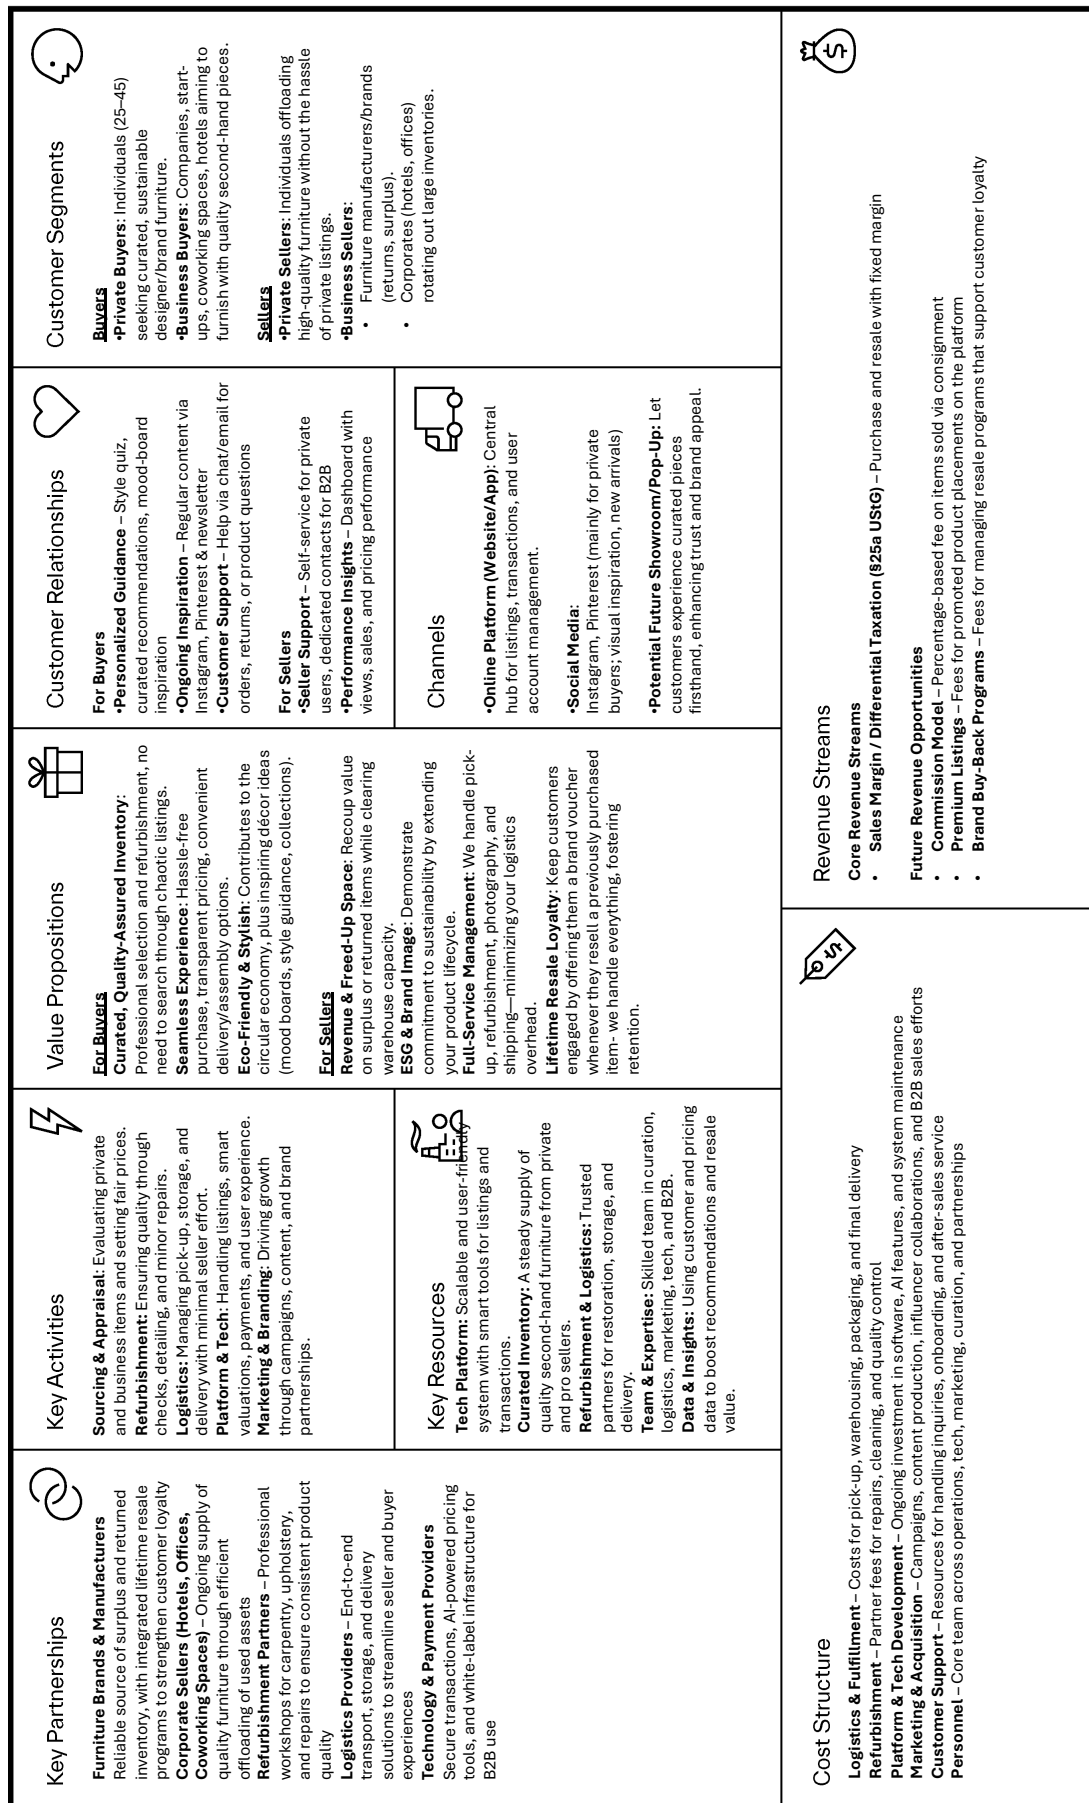 Key Partnerships
Furniture Brands & Manufacturers
Reliable source of surplus and returned
inventory, with integrated lifetime resale
programs to strengthen customer loyalty
Corporate Sellers (Hotels, Offices,
Coworking Spaces) – Ongoing supply of
quality furniture through efficient
offloading of used assets
Refurbishment Partners – Professional
workshops for carpentry, upholstery,
and repairs to ensure consistent product
quality
Logistics Providers – End-to-end
transport, storage, and delivery
solutions to streamline seller and buyer
experiences
Technology & Payment Providers
Secure transactions, AI-powered pricing
tools, and white-label infrastructure for
B2B use
Key Activities
Sourcing & Appraisal: Evaluating private
and business items and setting fair prices.
Refurbishment: Ensuring quality through
checks, detailing, and minor repairs.
Logistics: Managing pick-up, storage, and
delivery with minimal seller effort.
Platform & Tech: Handling listings, smart
valuations, payments, and user experience.
Marketing & Branding: Driving growth
through campaigns, content, and brand
partnerships.
Key Resources
Tech Platform: Scalable and user-friendly
system with smart tools for listings and
transactions.
Curated Inventory: A steady supply of
quality second-hand furniture from private
and pro sellers.
Refurbishment & Logistics: Trusted
partners for restoration, storage, and
delivery.
Team & Expertise: Skilled team in curation,
logistics, marketing, tech, and B2B.
Data & Insights: Using customer and pricing
data to boost recommendations and resale
value.
Value Propositions
For Buyers
Curated, Quality-Assured Inventory:
Professional selection and refurbishment, no
need to search through chaotic listings.
Seamless Experience: Hassle-free
purchase, transparent pricing, convenient
delivery/assembly options.
Eco-Friendly & Stylish: Contributes to the
circular economy, plus inspiring décor ideas
(mood boards, style guidance, collections).
For Sellers
Revenue & Freed-Up Space: Recoup value
on surplus or returned items while clearing
warehouse capacity.
ESG & Brand Image: Demonstrate
commitment to sustainability by extending
your product lifecycle.
Full-Service Management: We handle pick-
up, refurbishment, photography, and
shipping—minimizing your logistics
overhead.
Lifetime Resale Loyalty: Keep customers
engaged by offering them a brand voucher
whenever they resell a previously purchased
item- we handle everything, fostering
retention.
Customer Relationships
For Buyers
•Personalized Guidance – Style quiz,
curated recommendations, mood-board
inspiration
•Ongoing Inspiration – Regular content via
Instagram, Pinterest & newsletter
•Customer Support – Help via chat/email for
orders, returns, or product questions
For Sellers
•Seller Support – Self-service for private
users, dedicated contacts for B2B
•Performance Insights – Dashboard with
views, sales, and pricing performance
Channels
•Online Platform (Website/App): Central
hub for listings, transactions, and user
account management.
•Social Media:
Instagram, Pinterest (mainly for private
buyers; visual inspiration, new arrivals)
•Potential Future Showroom/Pop-Up: Let
customers experience curated pieces
firsthand, enhancing trust and brand appeal.
Customer Segments
Buyers
•Private Buyers: Individuals (25–45)
seeking curated, sustainable
designer/brand furniture.
•Business Buyers: Companies, start-
ups, coworking spaces, hotels aiming to
furnish with quality second-hand pieces.
Sellers
•Private Sellers: Individuals offloading
high-quality furniture without the hassle
of private listings.
•Business Sellers:
• Furniture manufacturers/brands
(returns, surplus).
• Corporates (hotels, offices)
rotating out large inventories.
Cost Structure
Logistics & Fulfillment – Costs for pick-up, warehousing, packaging, and final delivery
Refurbishment – Partner fees for repairs, cleaning, and quality control
Platform & Tech Development – Ongoing investment in software, AI features, and system maintenance
Marketing & Acquisition – Campaigns, content production, influencer collaborations, and B2B sales efforts
Customer Support – Resources for handling inquiries, onboarding, and after-sales service
Personnel – Core team across operations, tech, marketing, curation, and partnerships
Revenue Streams
Core Revenue Streams
• Sales Margin / Differential Taxation (§25a UStG) – Purchase and resale with fixed margin
Future Revenue Opportunities
• Commission Model – Percentage-based fee on items sold via consignment
• Premium Listings – Fees for promoted product placements on the platform
• Brand Buy-Back Programs – Fees for managing resale programs that support customer loyalty